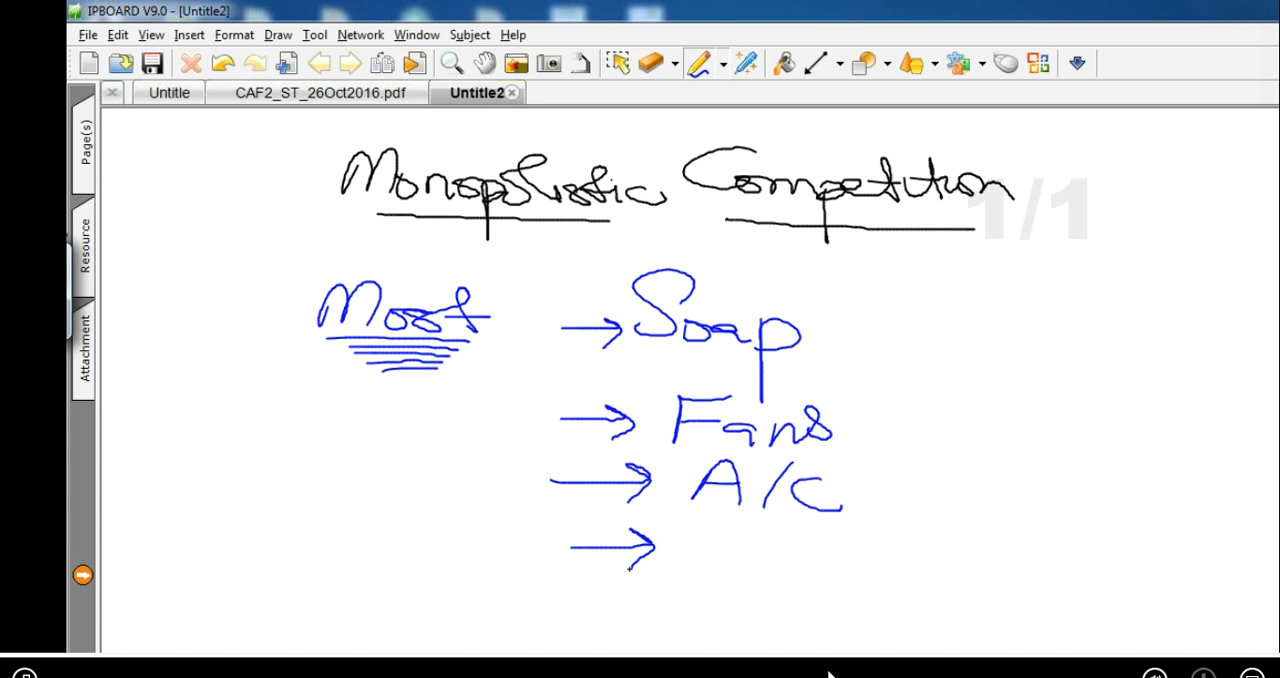 IPBOARD V9.0 - [Untitle2]
File Edit View Insert Format Draw Tool Network Window Subject Help
Untitle CAF2_ST_26Oct2016.pdf Untitle2
Page(s)
Resource
Attachment
Monoplistic Competition
1/1
Most → Soap
→ Fans
→ A/C
→